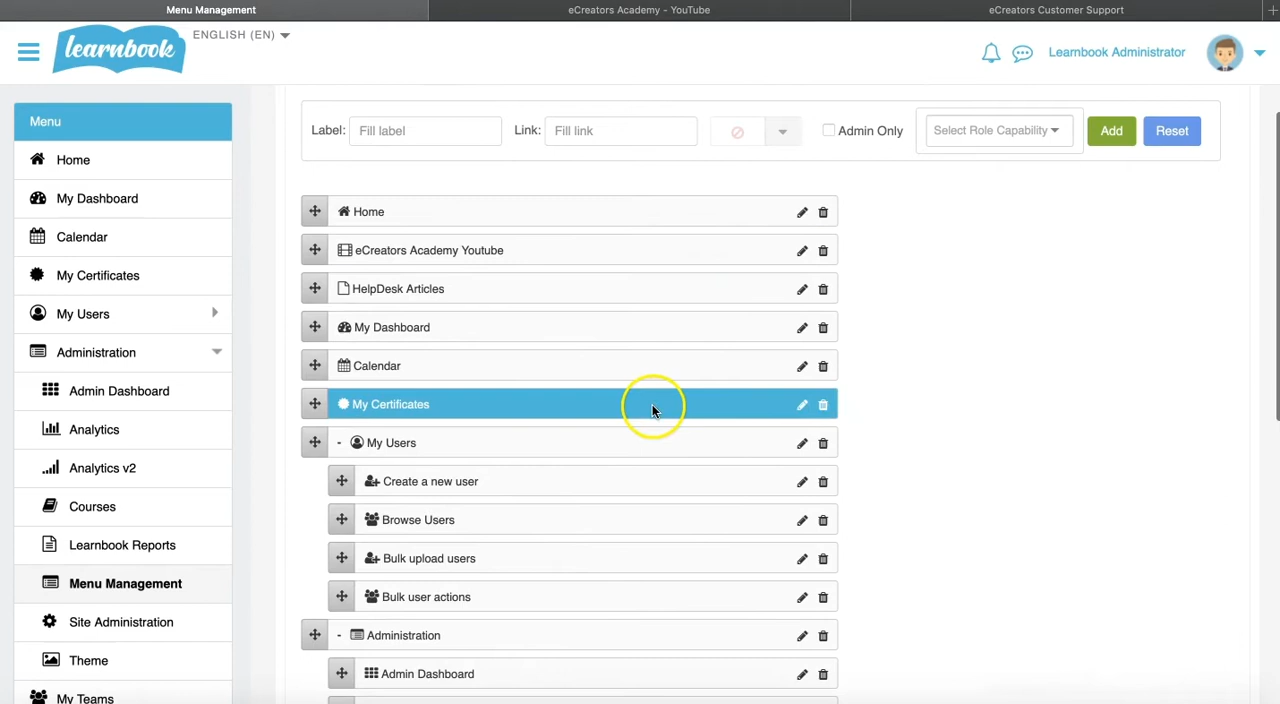 Menu Management
eCreators Academy - YouTube
eCreators Customer Support
learnbook
ENGLISH (EN)
Learnbook Administrator
Menu
Home
My Dashboard
Calendar
My Certificates
My Users
Administration
Admin Dashboard
Analytics
Analytics v2
Courses
Learnbook Reports
Menu Management
Site Administration
Theme
My Teams
Label: Fill label Link: Fill link Admin Only Select Role Capability Add Reset
Home
eCreators Academy Youtube
HelpDesk Articles
My Dashboard
Calendar
My Certificates
- My Users
Create a new user
Browse Users
Bulk upload users
Bulk user actions
- Administration
Admin Dashboard